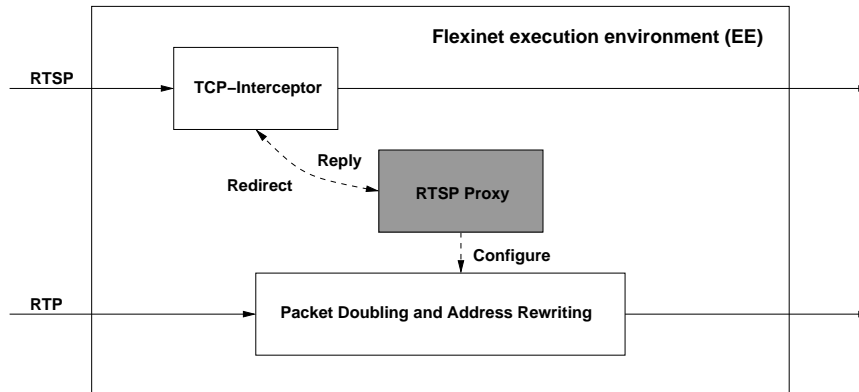 Flexinet execution environment (EE)
RTSP
TCP–Interceptor
Reply
Redirect
RTSP Proxy
Configure
RTP
Packet Doubling and Address Rewriting